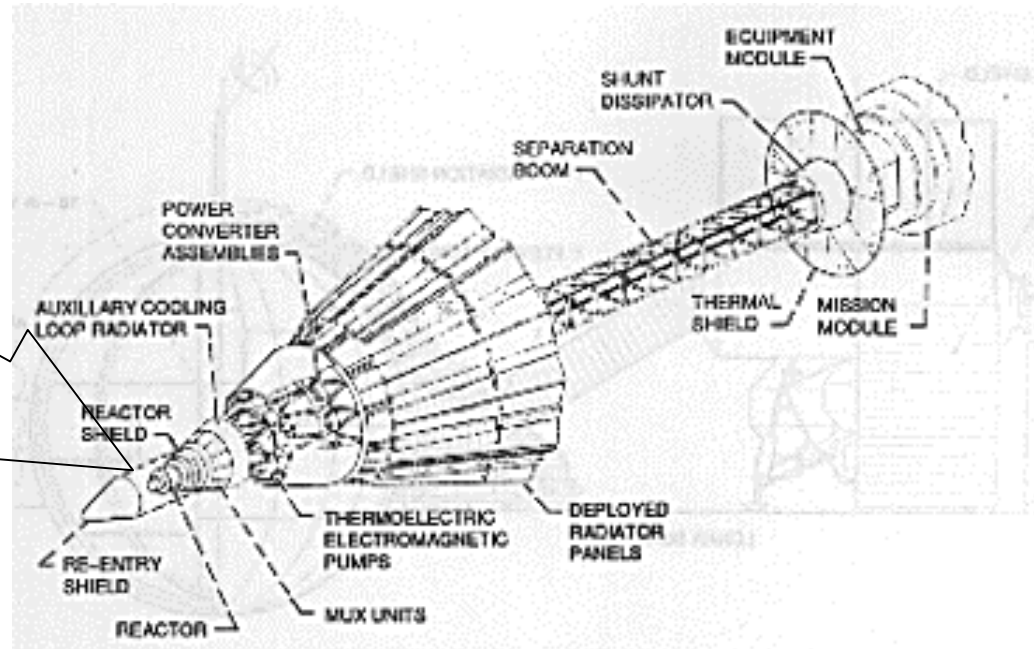 EQUIPMENT
MODULE
SHUNT
DISSIPATOR
SEPARATION
BOOM
POWER
CONVERTER
ASSEMBLIES
AUXILLARY COOLING
LOOP RADIATOR
THERMAL
SHIELD
MISSION
MODULE
REACTOR
SHIELD
THERMOELECTRIC
ELECTROMAGNETIC
PUMPS
DEPLOYED
RADIATOR
PANELS
RE-ENTRY
SHIELD
MUX UNITS
REACTOR